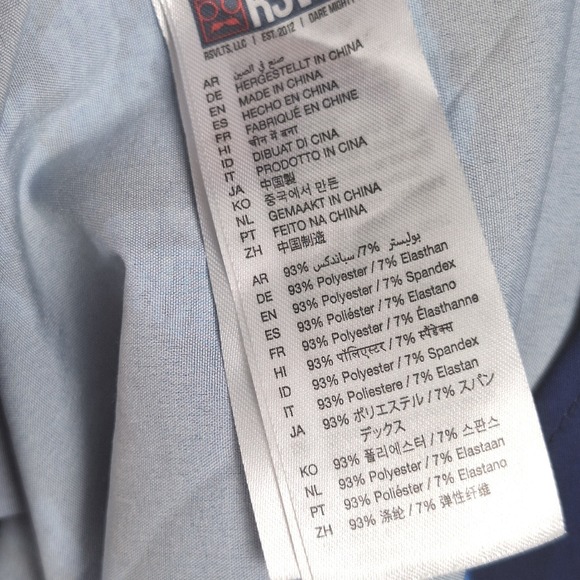 RSVLTS
RSVLTS, LLC | EST. 2012 | DARE MIGHTY
AR صنع في الصين
DE HERGESTELLT IN CHINA
EN MADE IN CHINA
ES HECHO EN CHINA
FR FABRIQUÉ EN CHINE
HI चीन में बना
ID DIBUAT DI CINA
IT PRODOTTO IN CINA
JA 中国製
KO 중국에서 만든
NL GEMAAKT IN CHINA
PT FEITO NA CHINA
ZH 中国制造
AR 93% بوليستر /7% سباندكس
DE 93% Polyester / 7% Elasthan
EN 93% Polyester / 7% Spandex
ES 93% Poliéster / 7% Elastano
FR 93% Polyester / 7% Élasthanne
HI 93% पॉलिएस्टर / 7% स्पैंडेक्स
ID 93% Polyester / 7% Spandex
IT 93% Poliestere / 7% Elastan
JA 93% ポリエステル / 7% スパン
デックス
KO 93% 폴리에스터 / 7% 스판스
NL 93% Polyester / 7% Elastaan
PT 93% Poliéster / 7% Elastano
ZH 93% 涤纶 / 7% 弹性纤维